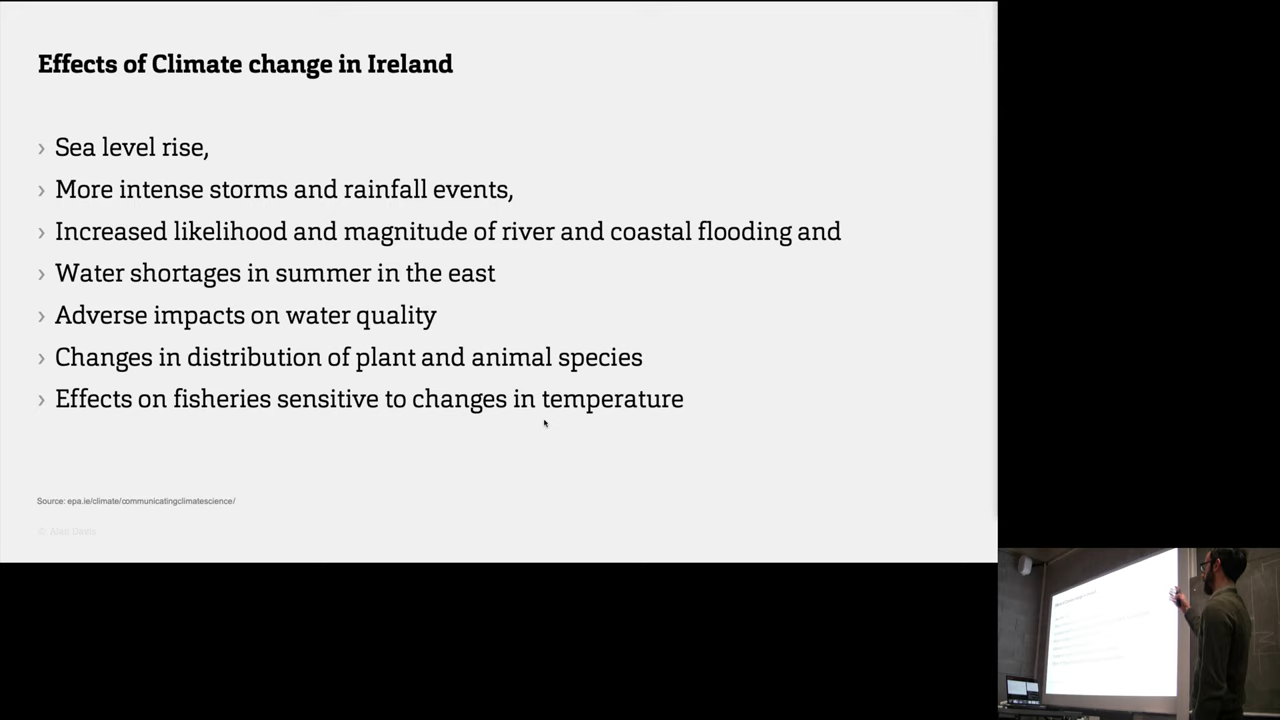 Effects of Climate change in Ireland
› Sea level rise,
› More intense storms and rainfall events,
› Increased likelihood and magnitude of river and coastal flooding and
› Water shortages in summer in the east
› Adverse impacts on water quality
› Changes in distribution of plant and animal species
› Effects on fisheries sensitive to changes in temperature
Source: epa.ie/climate/communicatingclimatescience/
© Alan Davis